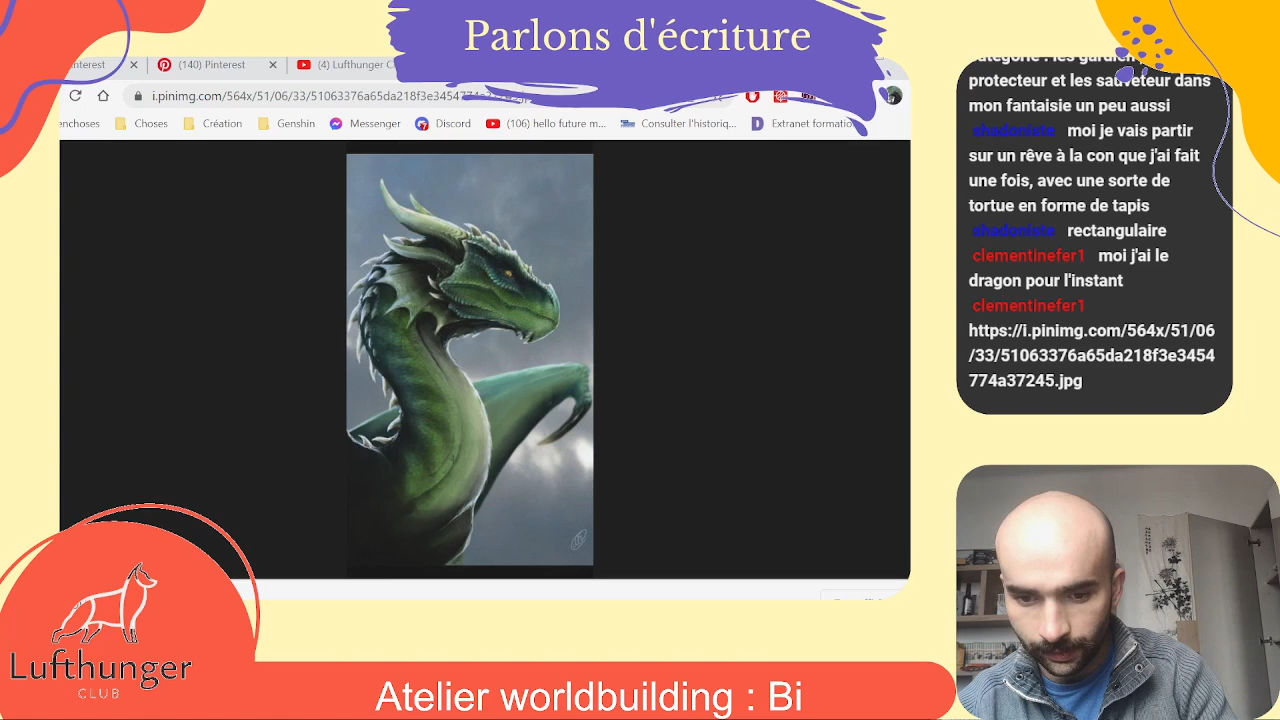 Parlons d'écriture
(140) Pinterest
(4) Lufthunger C
i.pinimg.com/564x/51/06/33/51063376a65da218f3e3454774a37245.jpg
Choses
Création
Genshin
Messenger
Discord
(106) hello future m...
Consulter l'historiq...
Extranet formatio
protecteur et les sauveteur dans
mon fantaisie un peu aussi
shadonista moi je vais partir
sur un rêve à la con que j'ai fait
une fois, avec une sorte de
tortue en forme de tapis
shadonista rectangulaire
clementinefer1 moi j'ai le
dragon pour l'instant
clementinefer1
https://i.pinimg.com/564x/51/06
/33/51063376a65da218f3e3454
774a37245.jpg
Lufthunger
CLUB
Atelier worldbuilding : Bi